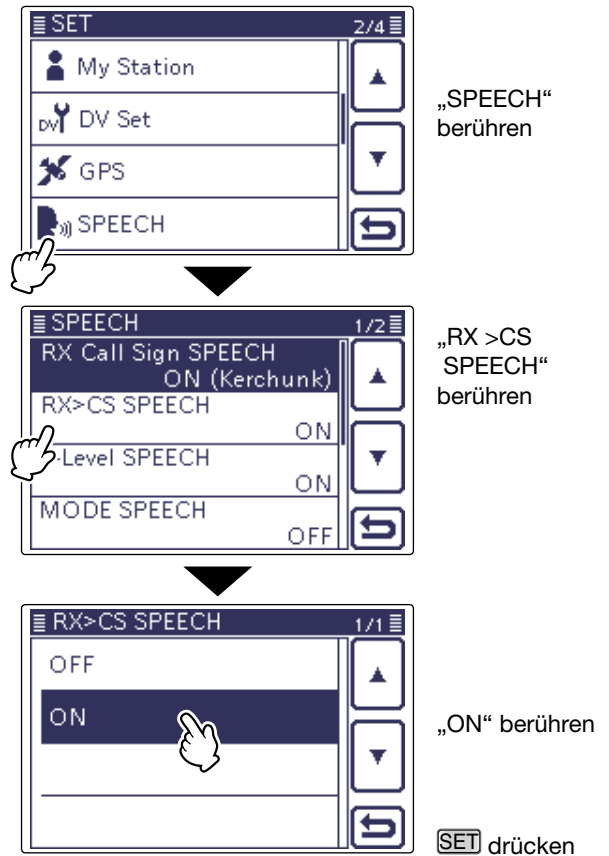 SET 2/4
My Station
DV DV Set
GPS
SPEECH
„SPEECH“
berühren
SPEECH 1/2
RX Call Sign SPEECH
ON (Kerchunk)
RX>CS SPEECH
ON
-Level SPEECH
ON
MODE SPEECH
OFF
„RX >CS
SPEECH“
berühren
RX>CS SPEECH 1/1
OFF
ON
„ON“ berühren
SET drücken